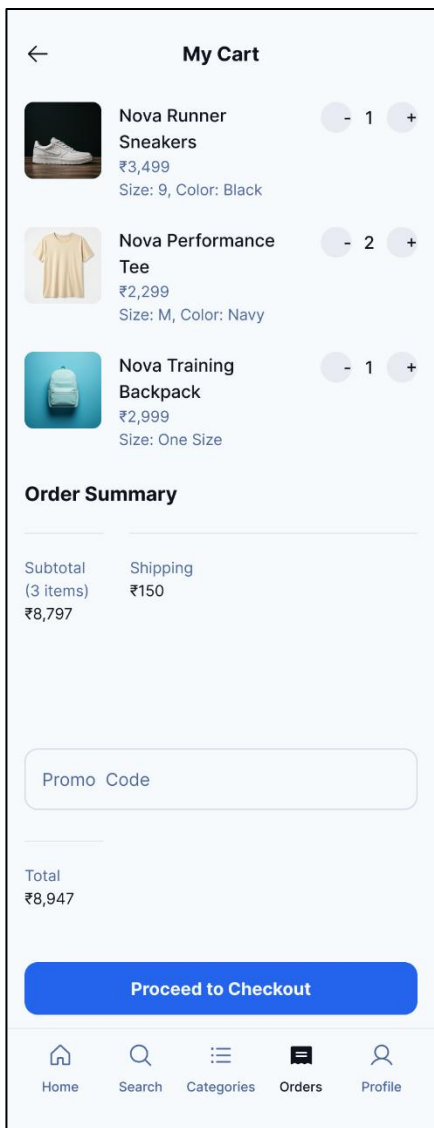 My Cart
Nova Runner
Sneakers
₹3,499
Size: 9, Color: Black
- 1 +
Nova Performance
Tee
₹2,299
Size: M, Color: Navy
- 2 +
Nova Training
Backpack
₹2,999
Size: One Size
- 1 +
Order Summary
Subtotal
(3 items)
₹8,797
Shipping
₹150
Promo Code
Total
₹8,947
Proceed to Checkout
Home Search Categories Orders Profile